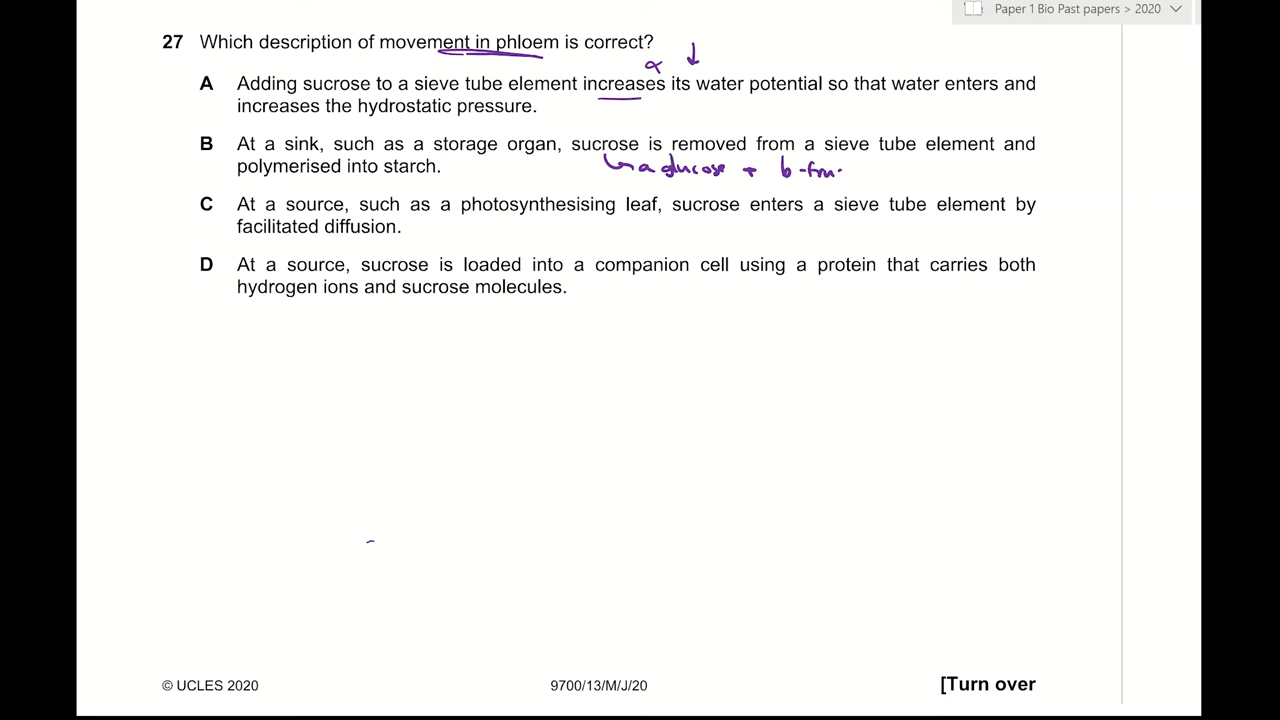 Paper 1 Bio Past papers > 2020
27 Which description of movement in phloem is correct?
A Adding sucrose to a sieve tube element increases its water potential so that water enters and
increases the hydrostatic pressure.
B At a sink, such as a storage organ, sucrose is removed from a sieve tube element and
polymerised into starch.
a glucose + b-fru.
C At a source, such as a photosynthesising leaf, sucrose enters a sieve tube element by
facilitated diffusion.
D At a source, sucrose is loaded into a companion cell using a protein that carries both
hydrogen ions and sucrose molecules.
© UCLES 2020 9700/13/M/J/20 [Turn over